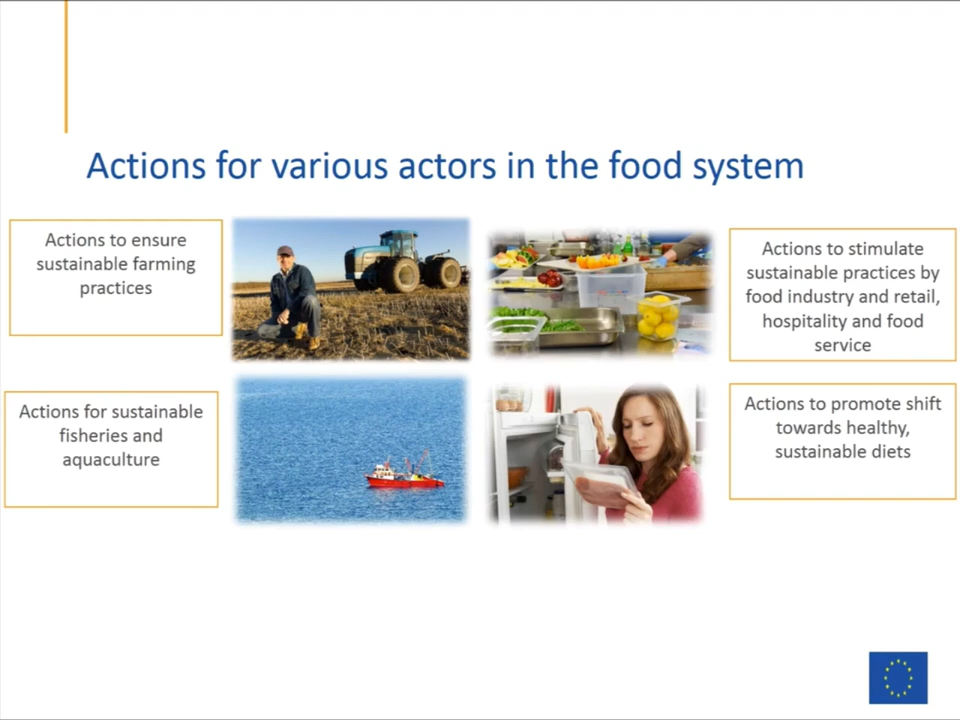 Actions for various actors in the food system
Actions to ensure
sustainable farming
practices
Actions to stimulate
sustainable practices by
food industry and retail,
hospitality and food
service
Actions for sustainable
fisheries and
aquaculture
Actions to promote shift
towards healthy,
sustainable diets